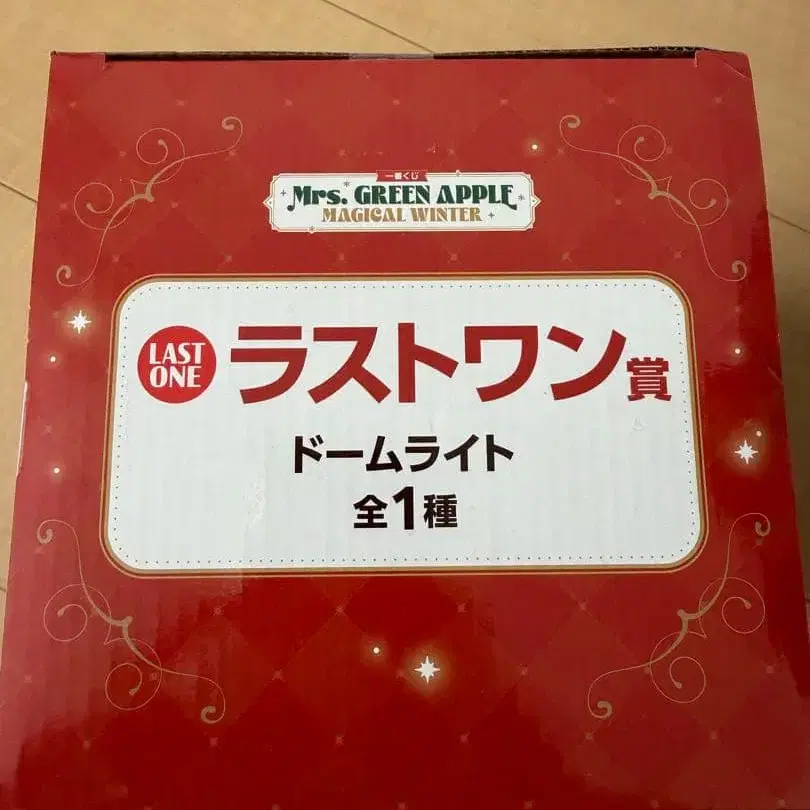 一番くじ
Mrs. GREEN APPLE
MAGICAL WINTER
LAST
ONE
ラストワン賞
ドームライト
全1種